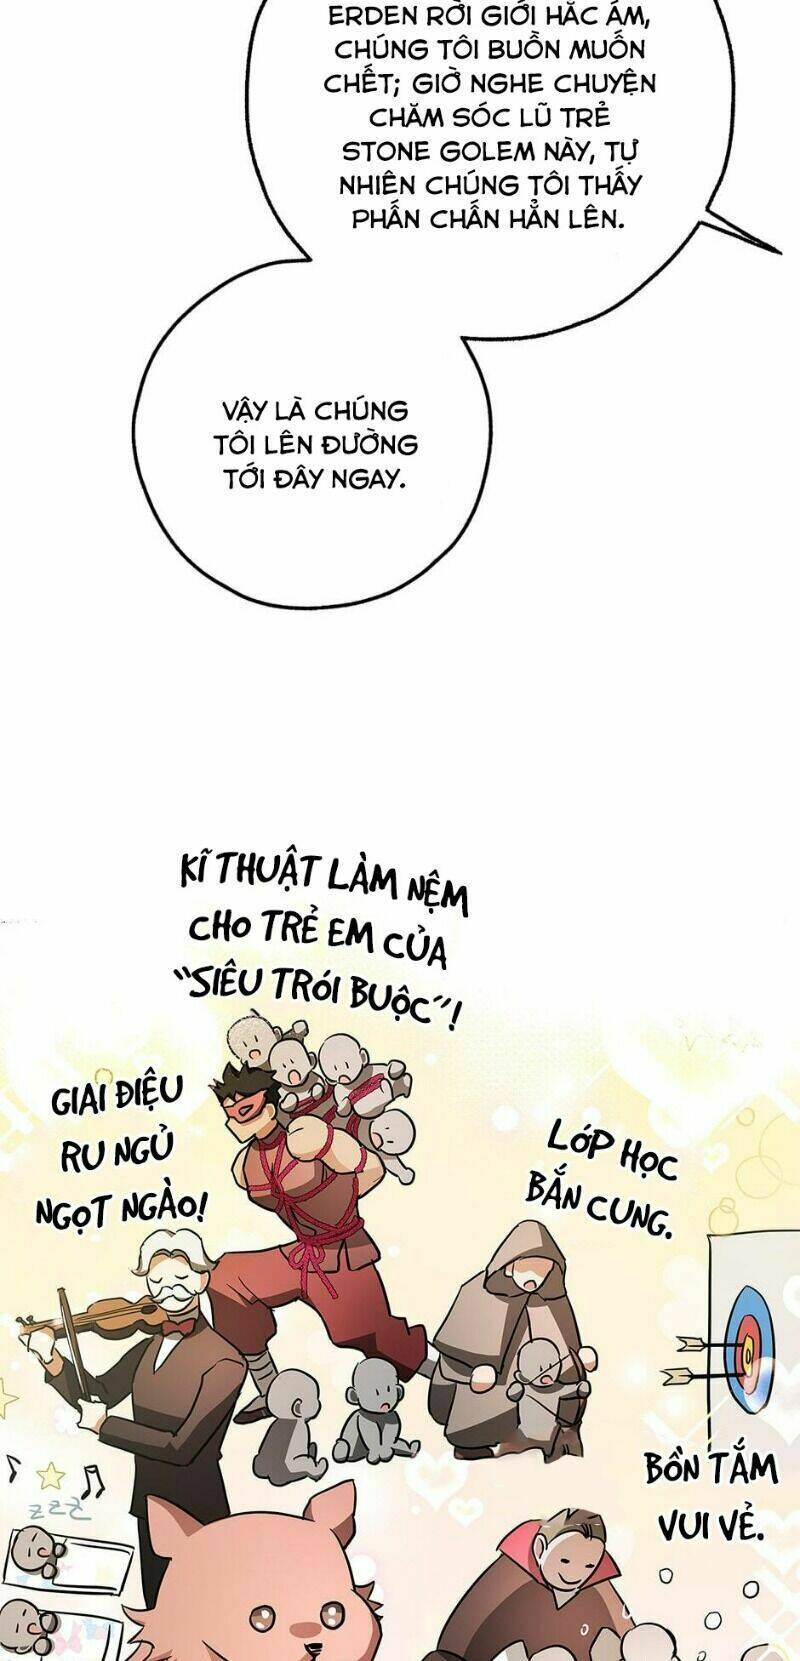 ERDEN RỜI GIỚI HẮC ÁM,
CHÚNG TÔI BUỒN MUỐN
CHẾT; GIỜ NGHE CHUYỆN
CHĂM SÓC LŨ TRẺ
STONE GOLEM NÀY, TỰ
NHIÊN CHÚNG TÔI THẤY
PHẤN CHẤN HẲN LÊN.
VẬY LÀ CHÚNG
TÔI LÊN ĐƯỜNG
TỚI ĐÂY NGAY.
KĨ THUẬT LÀM NỆM
CHO TRẺ EM CỦA
"SIÊU TRÓI BUỘC"!
GIAI ĐIỆU
RU NGỦ
NGỌT NGÀO!
LỚP HỌC
BẮN CUNG.
BỒN TẮM
VUI VẺ.
ZZZ